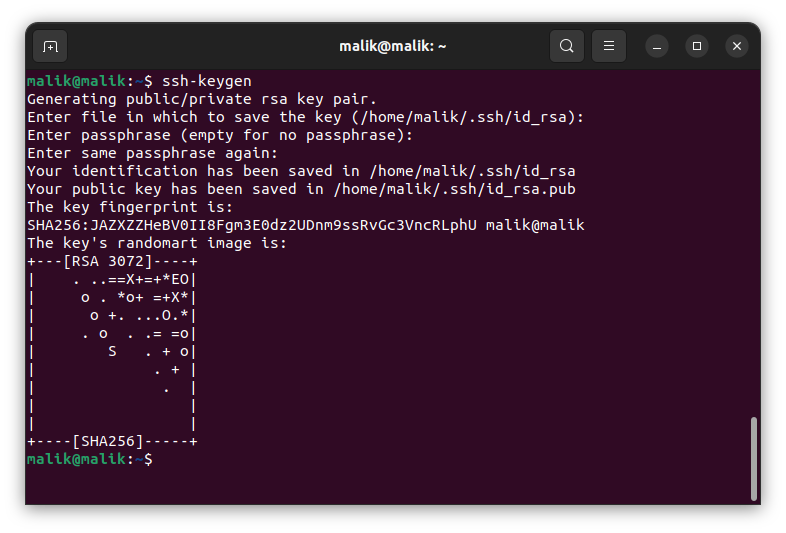 malik@malik: ~
malik@malik:~$ ssh-keygen
Generating public/private rsa key pair.
Enter file in which to save the key (/home/malik/.ssh/id_rsa):
Enter passphrase (empty for no passphrase):
Enter same passphrase again:
Your identification has been saved in /home/malik/.ssh/id_rsa
Your public key has been saved in /home/malik/.ssh/id_rsa.pub
The key fingerprint is:
SHA256:JAZXZZHeBV0II8Fgm3E0dz2UDnm9ssRvGc3VncRLphU malik@malik
The key's randomart image is:
+---[RSA 3072]----+
|    . ..==X+=+*EO|
|     o . *o+ =+X*|
|      o +. ...O.*|
|     . o  . .= =o|
|        S   . + o|
|             . + |
|              .  |
|                 |
|                 |
+----[SHA256]-----+
malik@malik:~$